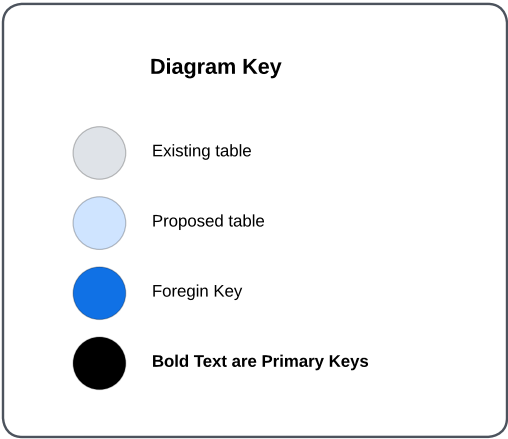 Diagram Key
Existing table
Proposed table
Foregin Key
Bold Text are Primary Keys